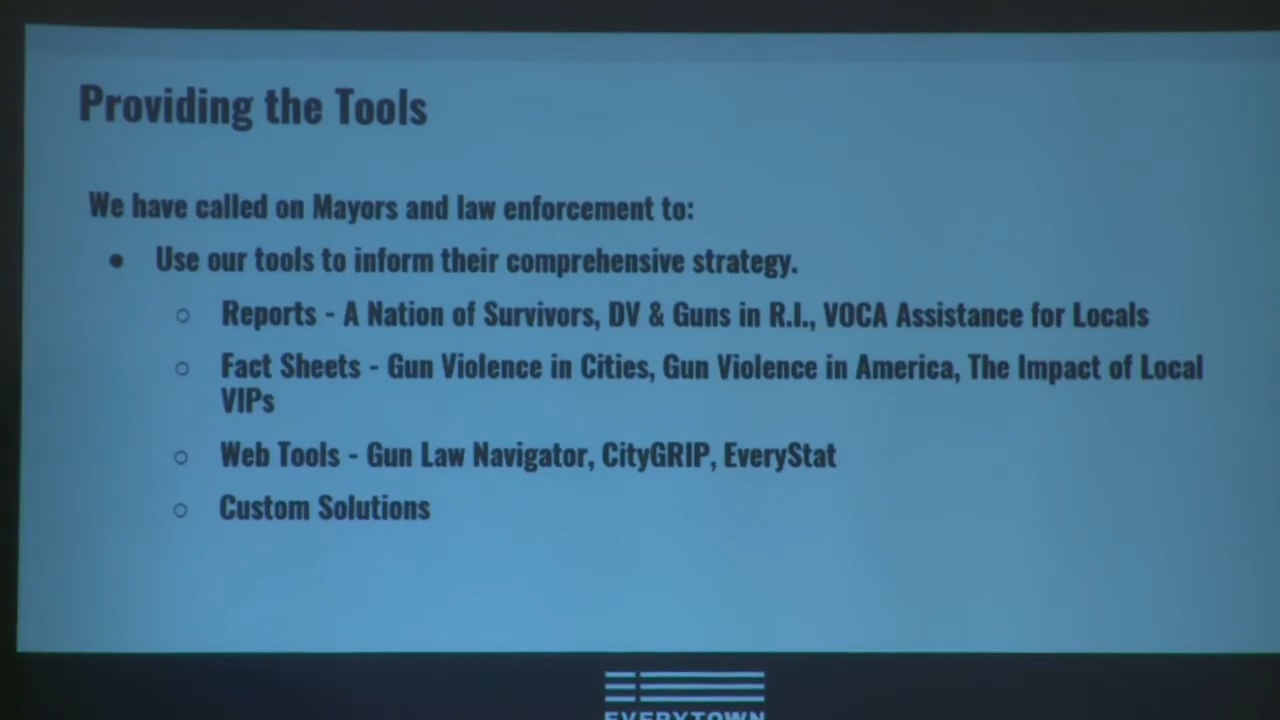 Providing the Tools
We have called on Mayors and law enforcement to:
● Use our tools to inform their comprehensive strategy.
○ Reports - A Nation of Survivors, DV & Guns in R.I., VOCA Assistance for Locals
○ Fact Sheets - Gun Violence in Cities, Gun Violence in America, The Impact of Local
VIPs
○ Web Tools - Gun Law Navigator, CityGRIP, EveryStat
○ Custom Solutions
EVERYTOWN